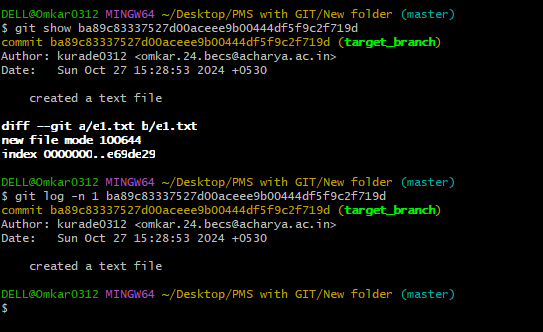 DELL@Omkar0312 MINGW64 ~/Desktop/PMS with GIT/New folder (master)
$ git show ba89c83337527d00aceee9b00444df5f9c2f719d
commit ba89c83337527d00aceee9b00444df5f9c2f719d (target_branch)
Author: kurade0312 <omkar.24.becs@acharya.ac.in>
Date:   Sun Oct 27 15:28:53 2024 +0530
    created a text file
diff --git a/e1.txt b/e1.txt
new file mode 100644
index 0000000..e69de29
DELL@Omkar0312 MINGW64 ~/Desktop/PMS with GIT/New folder (master)
$ git log -n 1 ba89c83337527d00aceee9b00444df5f9c2f719d
commit ba89c83337527d00aceee9b00444df5f9c2f719d (target_branch)
Author: kurade0312 <omkar.24.becs@acharya.ac.in>
Date:   Sun Oct 27 15:28:53 2024 +0530
    created a text file
DELL@Omkar0312 MINGW64 ~/Desktop/PMS with GIT/New folder (master)
$